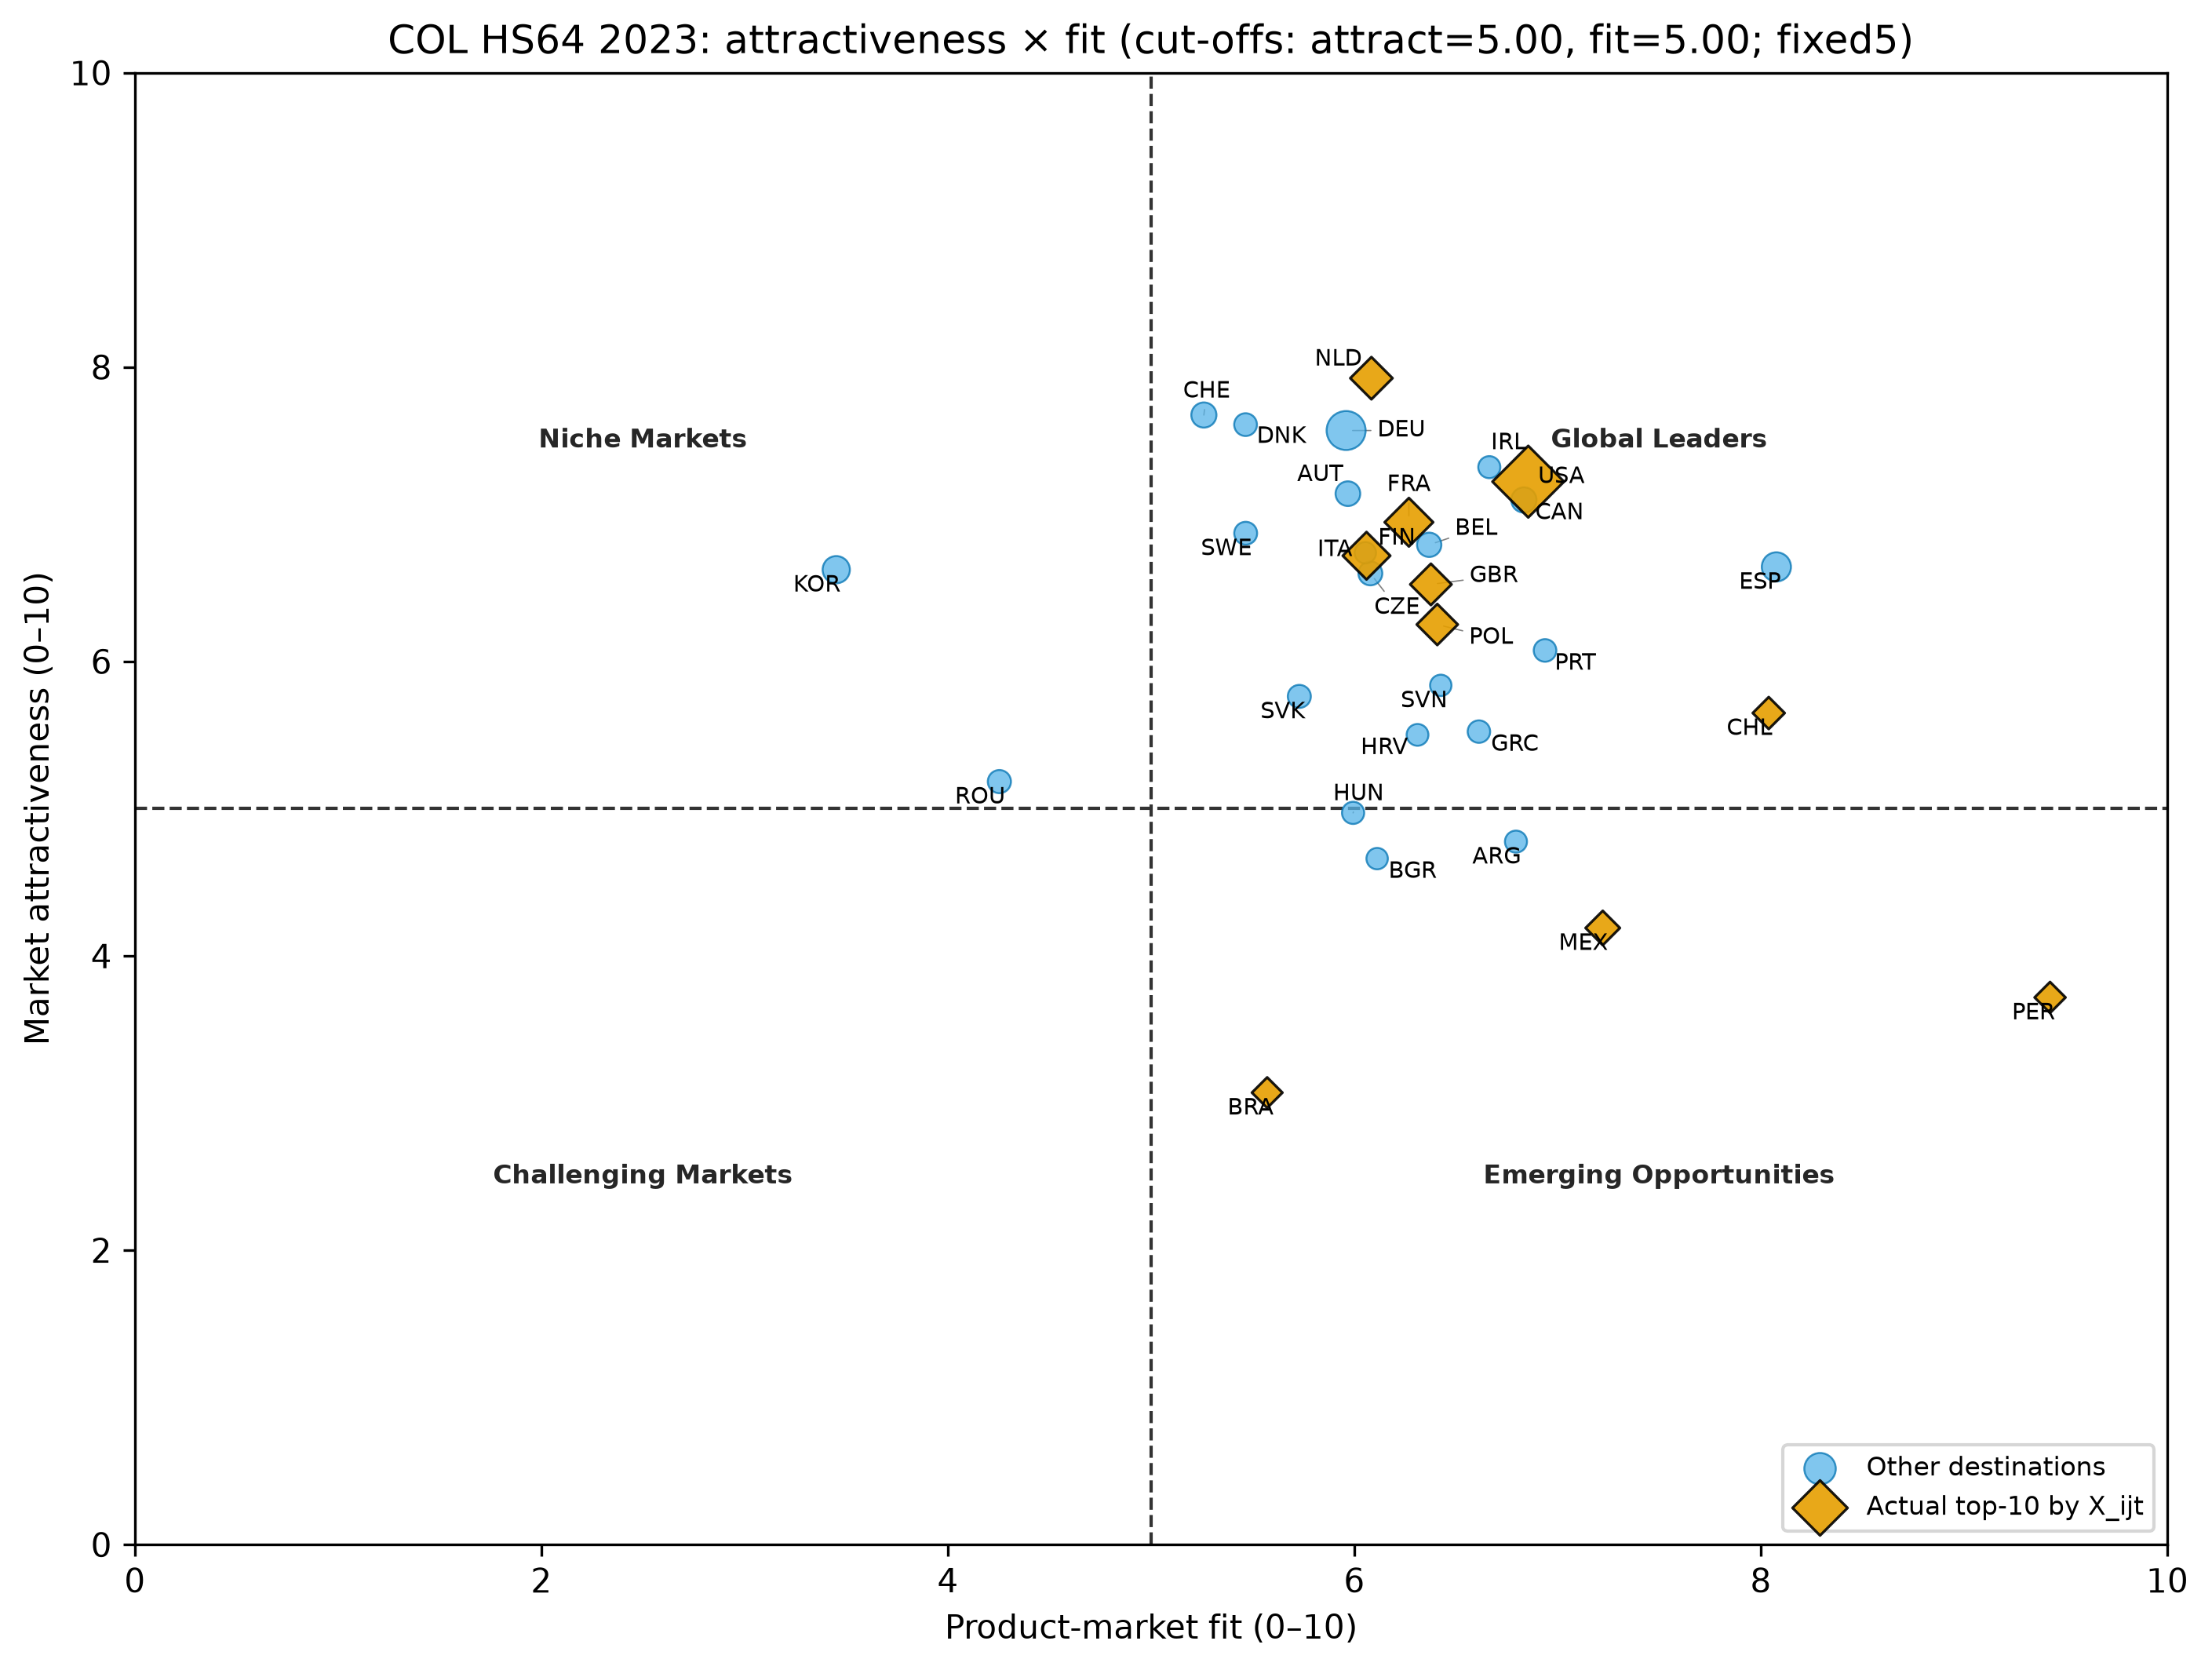 COL HS64 2023: attractiveness × fit (cut-offs: attract=5.00, fit=5.00; fixed5)
Market attractiveness (0–10)
10
8
6
4
2
0
0
2
4
6
8
10
Product-market fit (0–10)
Niche Markets
Global Leaders
Challenging Markets
Emerging Opportunities
NLD
CHE
DNK
DEU
IRL
USA
AUT
FRA
CAN
SWE
ITA
FIN
BEL
KOR
CZE
GBR
ESP
POL
PRT
SVK
SVN
CHL
HRV
GRC
ROU
HUN
BGR
ARG
MEX
PER
BRA
Other destinations
Actual top-10 by X_ijt